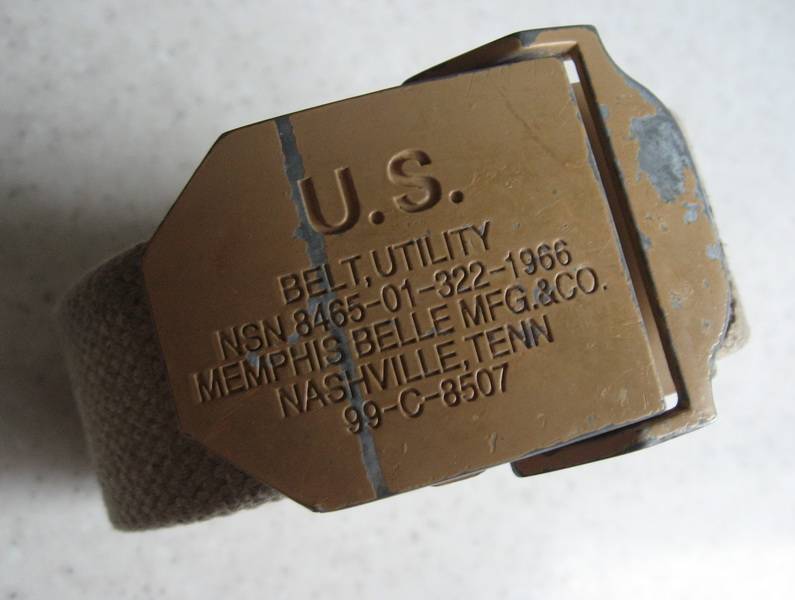 U.S.
BELT, UTILITY
NSN 8465-01-322-1966
MEMPHIS BELLE MFG.&CO.
NASHVILLE, TENN
99-C-8507